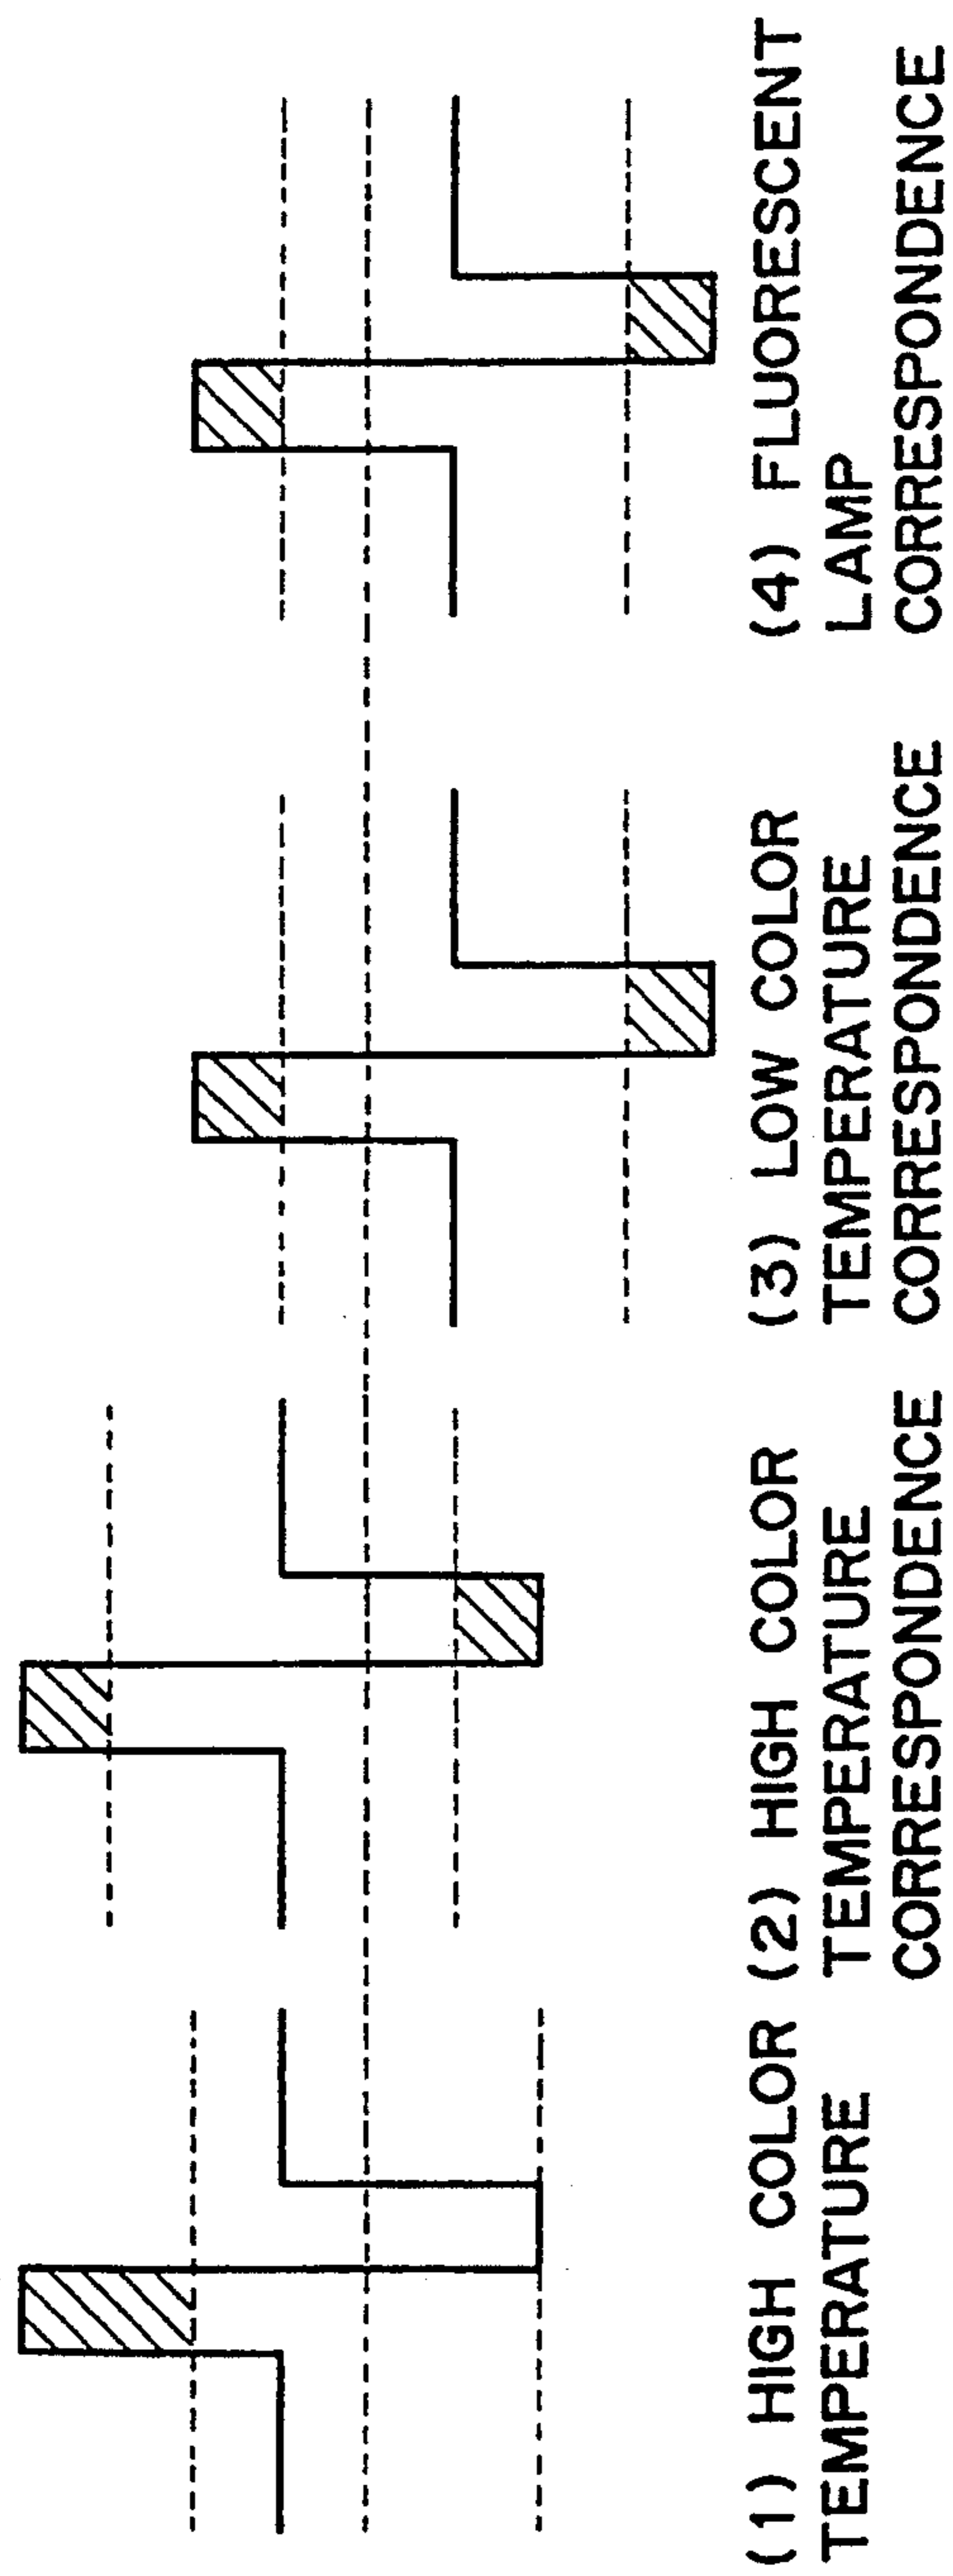 (1) HIGH COLOR
TEMPERATURE
(2) HIGH COLOR
TEMPERATURE
CORRESPONDENCE
(3) LOW COLOR
TEMPERATURE
CORRESPONDENCE
(4) FLUORESCENT
LAMP
CORRESPONDENCE